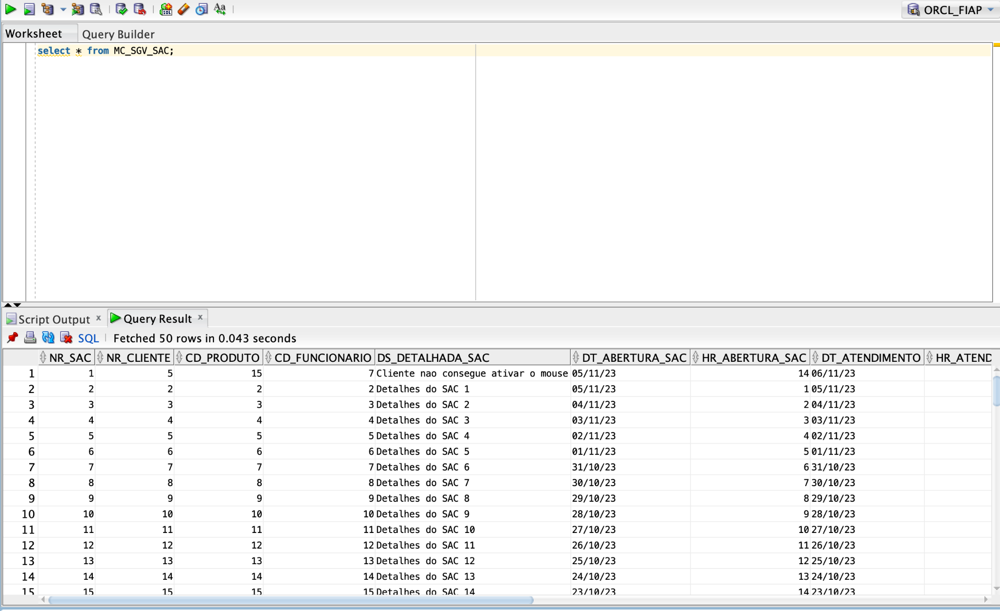 ORCL_FIAP
Worksheet Query Builder
select * from MC_SGV_SAC;
Script Output x Query Result x
SQL Fetched 50 rows in 0.043 seconds
NR_SAC NR_CLIENTE CD_PRODUTO CD_FUNCIONARIO DS_DETALHADA_SAC DT_ABERTURA_SAC HR_ABERTURA_SAC DT_ATENDIMENTO HR_ATEND
1 1 5 15 7 Cliente nao consegue ativar o mouse 05/11/23 14 06/11/23
2 2 2 2 2 Detalhes do SAC 1 05/11/23 1 05/11/23
3 3 3 3 3 Detalhes do SAC 2 04/11/23 2 04/11/23
4 4 4 4 4 Detalhes do SAC 3 03/11/23 3 03/11/23
5 5 5 5 5 Detalhes do SAC 4 02/11/23 4 02/11/23
6 6 6 6 6 Detalhes do SAC 5 01/11/23 5 01/11/23
7 7 7 7 7 Detalhes do SAC 6 31/10/23 6 31/10/23
8 8 8 8 8 Detalhes do SAC 7 30/10/23 7 30/10/23
9 9 9 9 9 Detalhes do SAC 8 29/10/23 8 29/10/23
10 10 10 10 10 Detalhes do SAC 9 28/10/23 9 28/10/23
11 11 11 11 11 Detalhes do SAC 10 27/10/23 10 27/10/23
12 12 12 12 12 Detalhes do SAC 11 26/10/23 11 26/10/23
13 13 13 13 13 Detalhes do SAC 12 25/10/23 12 25/10/23
14 14 14 14 14 Detalhes do SAC 13 24/10/23 13 24/10/23
15 15 15 15 15 Detalhes do SAC 14 23/10/23 14 23/10/23